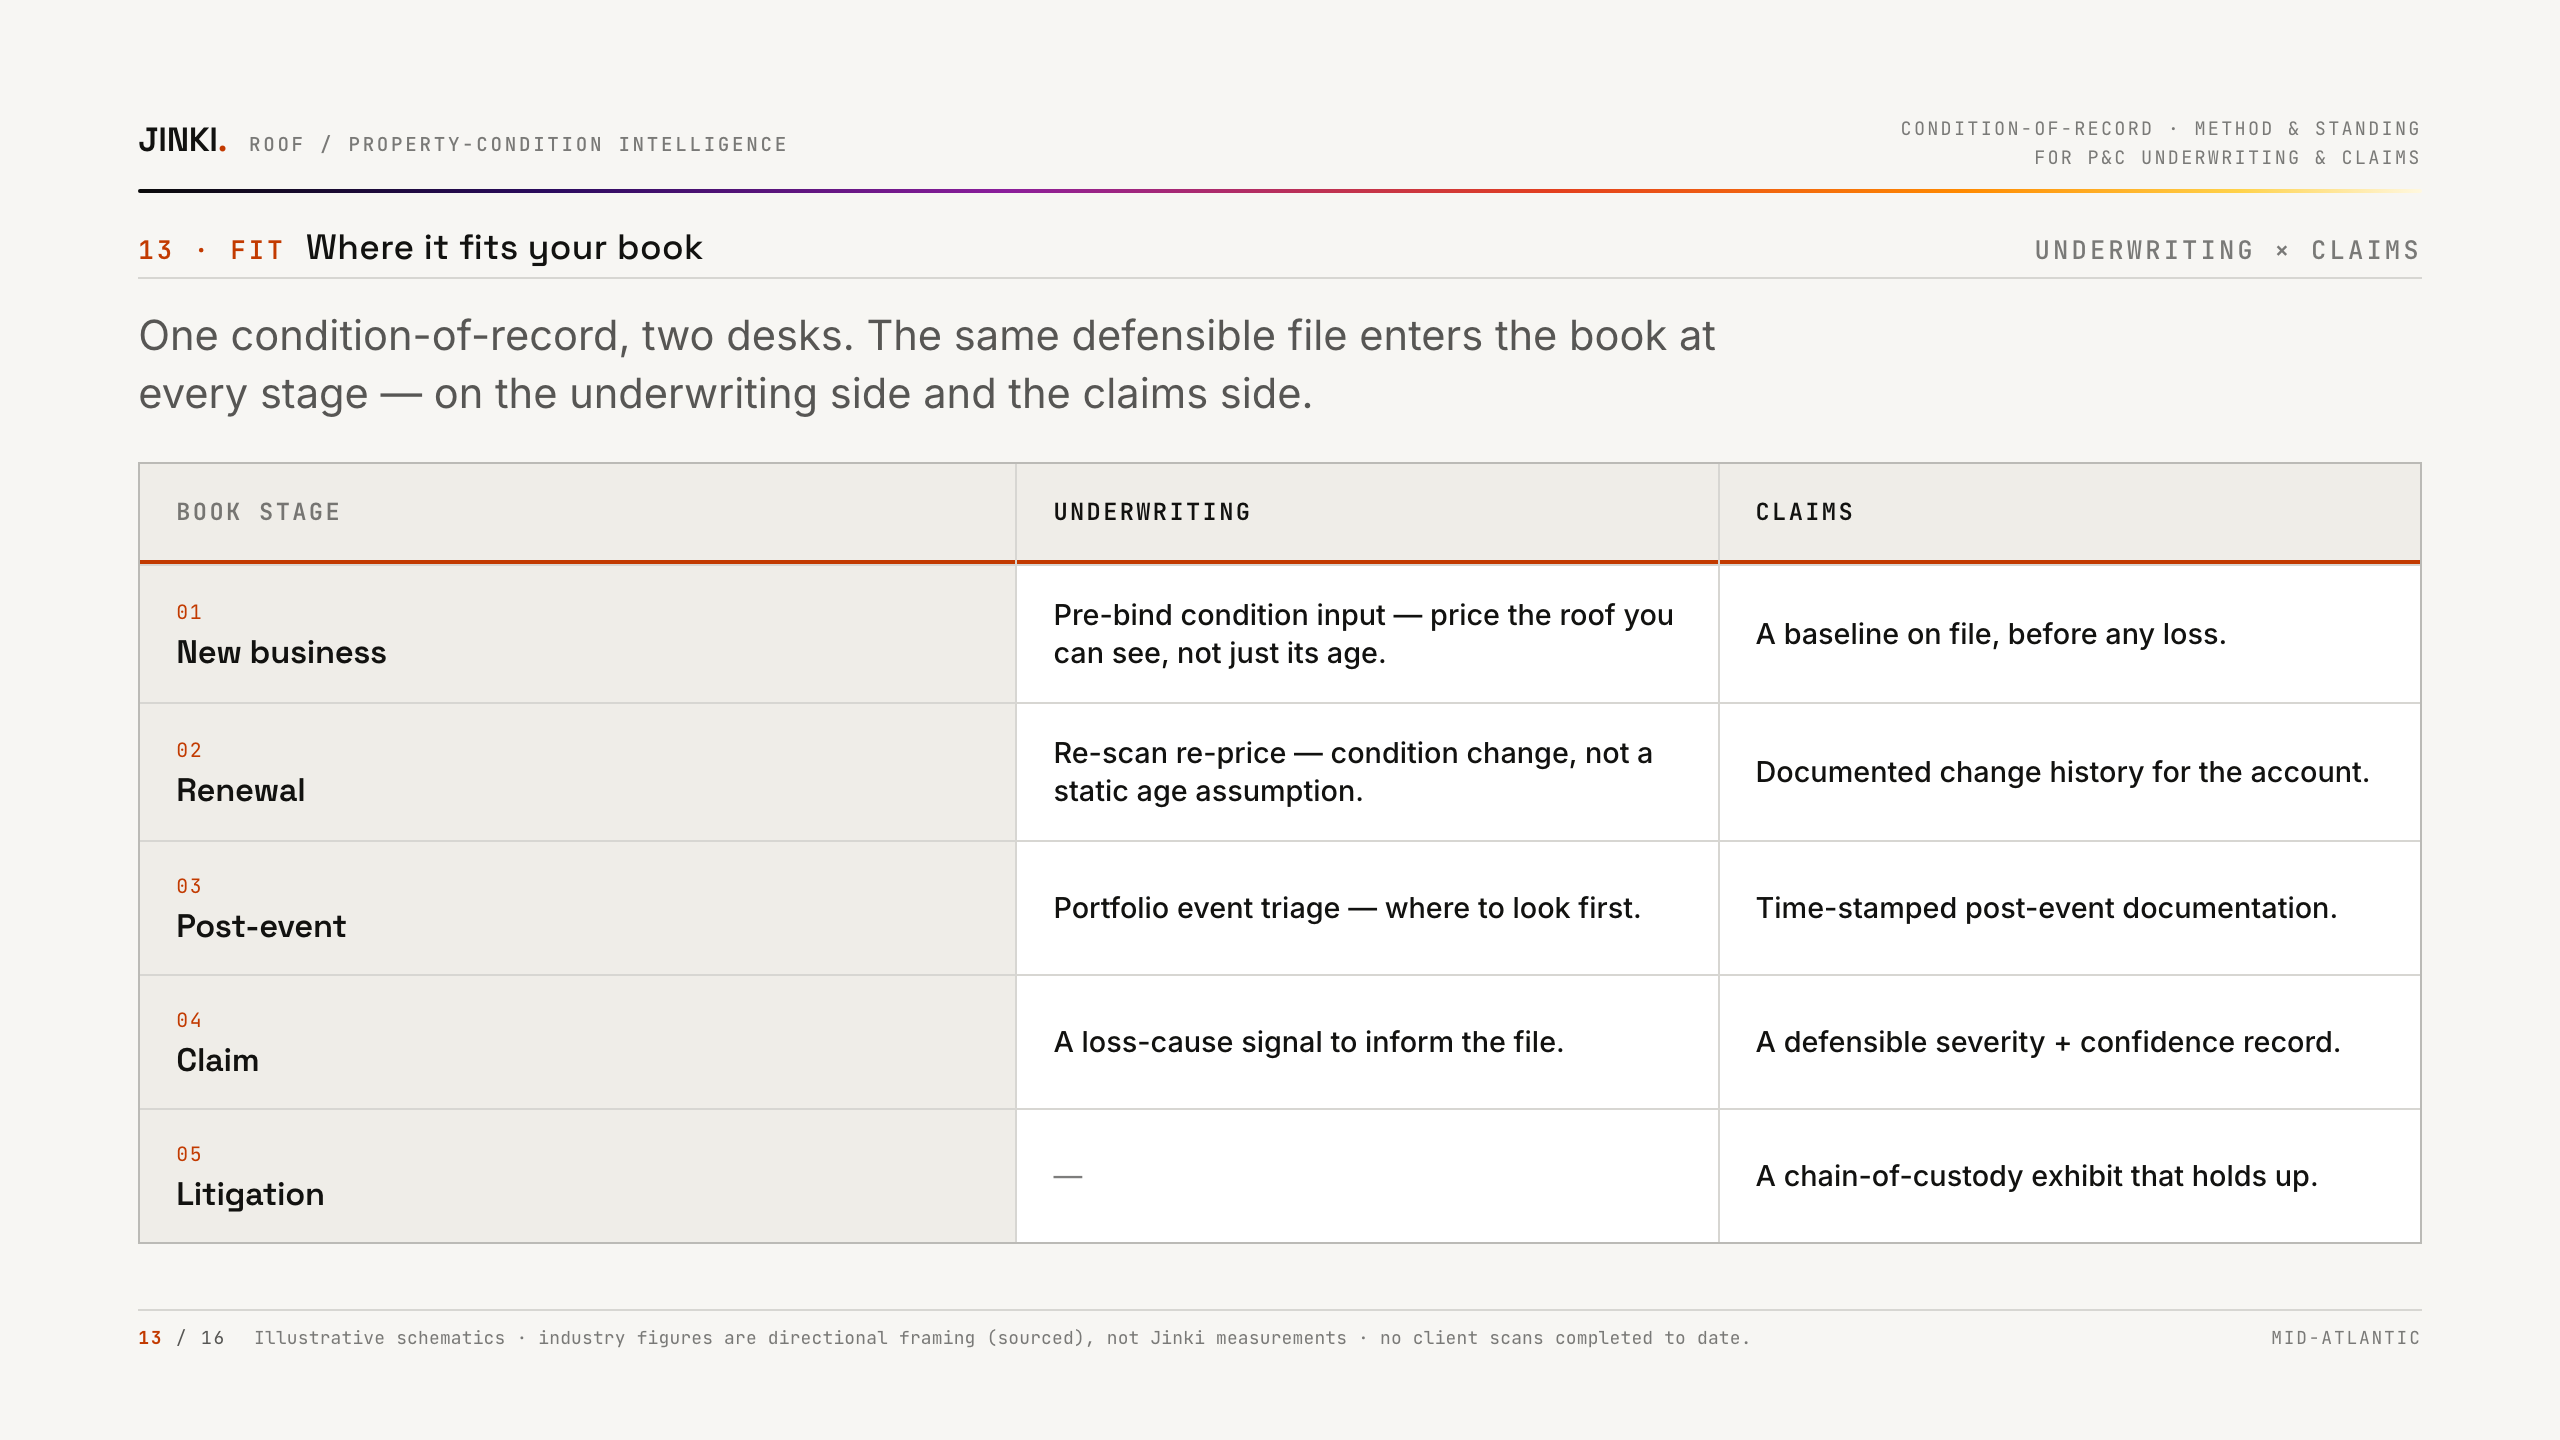 JINKI. ROOF / PROPERTY-CONDITION INTELLIGENCE
CONDITION-OF-RECORD · METHOD & STANDING
FOR P&C UNDERWRITING & CLAIMS
13 · FIT Where it fits your book
UNDERWRITING × CLAIMS
One condition-of-record, two desks. The same defensible file enters the book at
every stage — on the underwriting side and the claims side.
BOOK STAGE
UNDERWRITING
CLAIMS
01
New business
Pre-bind condition input — price the roof you
can see, not just its age.
A baseline on file, before any loss.
02
Renewal
Re-scan re-price — condition change, not a
static age assumption.
Documented change history for the account.
03
Post-event
Portfolio event triage — where to look first.
Time-stamped post-event documentation.
04
Claim
A loss-cause signal to inform the file.
A defensible severity + confidence record.
05
Litigation
—
A chain-of-custody exhibit that holds up.
13 / 16 Illustrative schematics · industry figures are directional framing (sourced), not Jinki measurements · no client scans completed to date.
MID-ATLANTIC